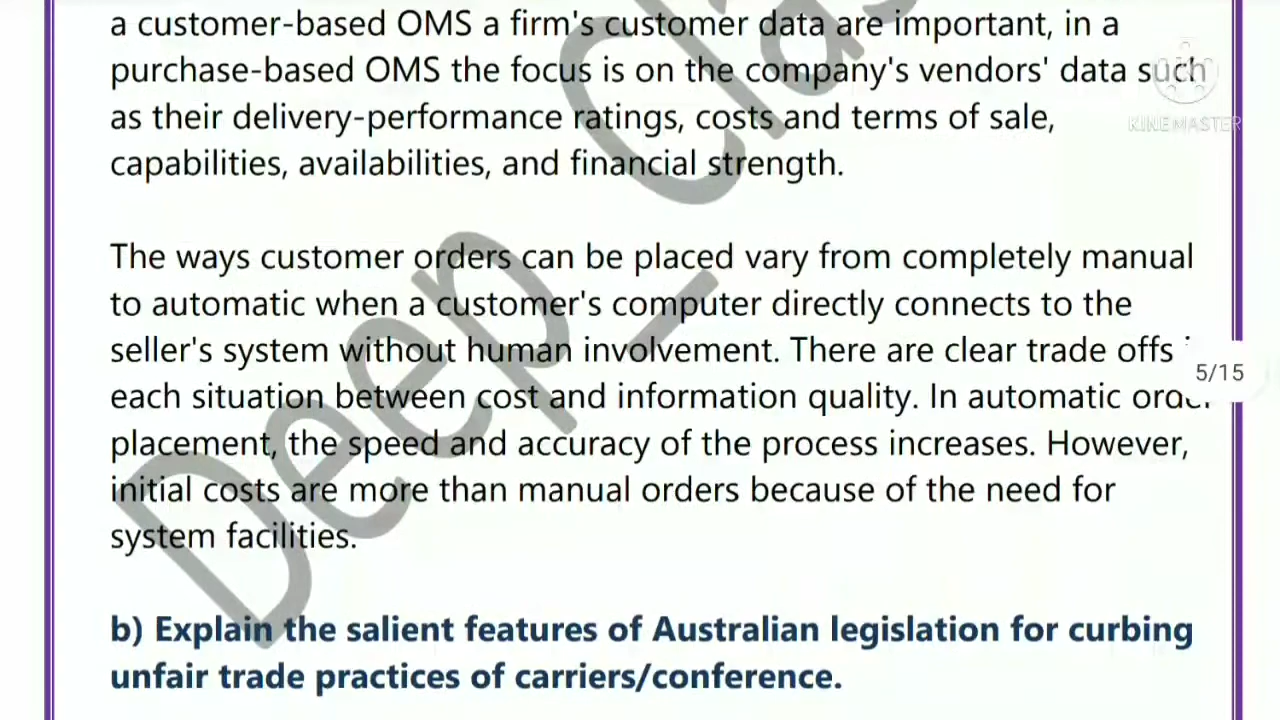 a customer-based OMS a firm's customer data are important, in a
purchase-based OMS the focus is on the company's vendors' data such
as their delivery-performance ratings, costs and terms of sale,
capabilities, availabilities, and financial strength.
KINEMASTER
The ways customer orders can be placed vary from completely manual
to automatic when a customer's computer directly connects to the
seller's system without human involvement. There are clear trade offs
5/15
each situation between cost and information quality. In automatic order
placement, the speed and accuracy of the process increases. However,
initial costs are more than manual orders because of the need for
system facilities.
b) Explain the salient features of Australian legislation for curbing
unfair trade practices of carriers/conference.